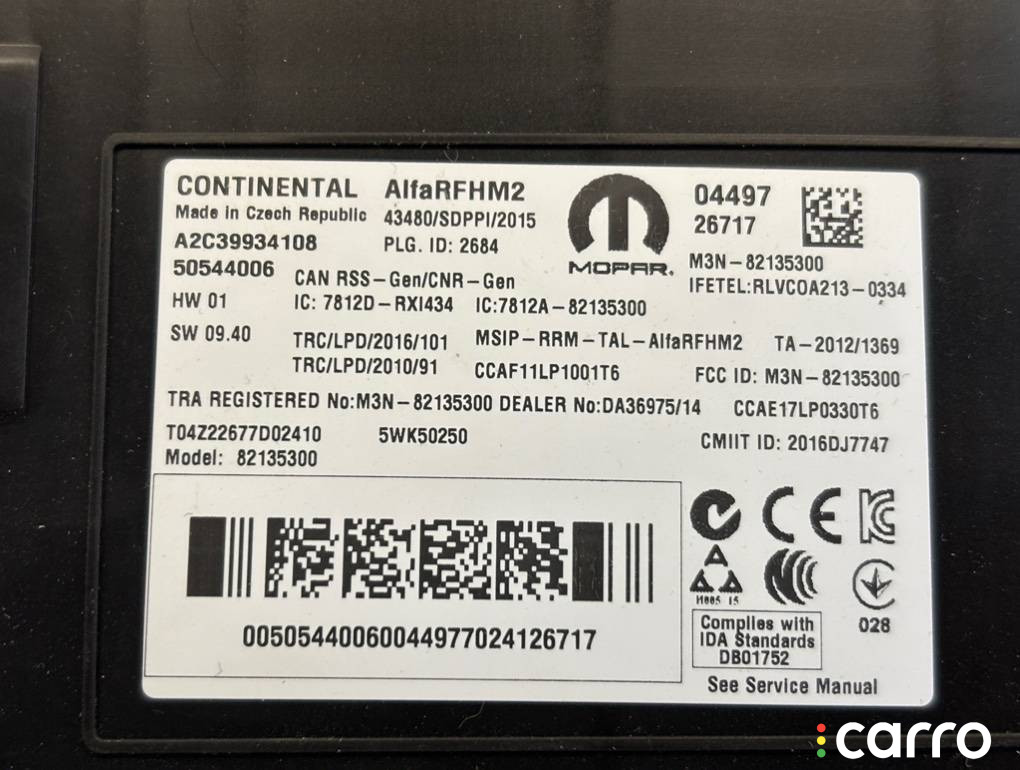 CONTINENTAL AlfaRFHM2
Made in Czech Republic 43480/SDPPI/2015
A2C39934108 PLG. ID: 2684
50544006
MOPAR.
04497
26717
M3N-82135300
IFETEL:RLVCOA213-0334
CAN RSS-Gen/CNR-Gen
HW 01 IC: 7812D-RXI434 IC:7812A-82135300
SW 09.40
TRC/LPD/2016/101 MSIP-RRM-TAL-AlfaRFHM2 TA-2012/1369
TRC/LPD/2010/91 CCAF11LP1001T6 FCC ID: M3N-82135300
TRA REGISTERED No:M3N-82135300 DEALER No:DA36975/14 CCAE17LP0330T6
T04Z22677D02410 5WK50250 CMIIT ID: 2016DJ7747
Model: 82135300
00505440060044977024126717
CE
028
Complies with
IDA Standards
DB01752
See Service Manual
carro